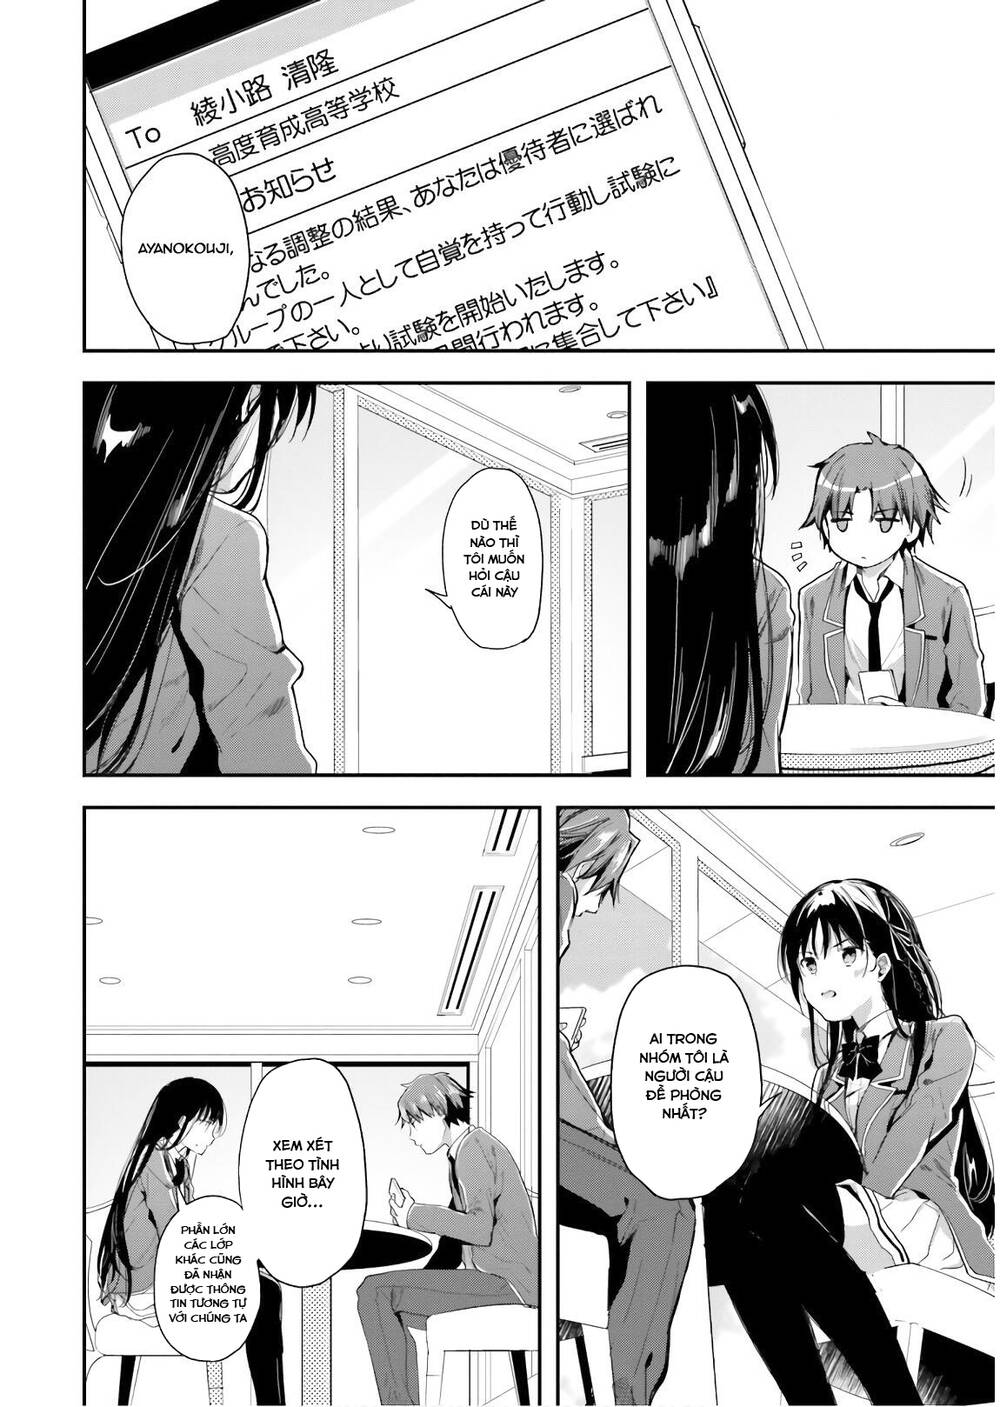 To 綾小路 清隆
高度育成高等学校
お知らせ
なる調整の結果、あなたは優待者に選ばれ
んでした。
ループの一人として自覚を持って行動し試験に
で下さい。
より試験を開始いたします。
日間行われます。
に集合して下さい』
AYANOKOUJI,
DÙ THẾ
NÀO THÌ
TÔI MUỐN
HỎI CẬU
CÁI NÀY
AI TRONG
NHÓM TÔI LÀ
NGƯỜI CẬU
ĐỀ PHÒNG
NHẤT?
XEM XÉT
THEO TÌNH
HÌNH BÂY
GIỜ...
PHẦN LỚN
CÁC LỚP
KHÁC CŨNG
ĐÃ NHẬN
ĐƯỢC THÔNG
TIN TƯƠNG TỰ
VỚI CHÚNG TA